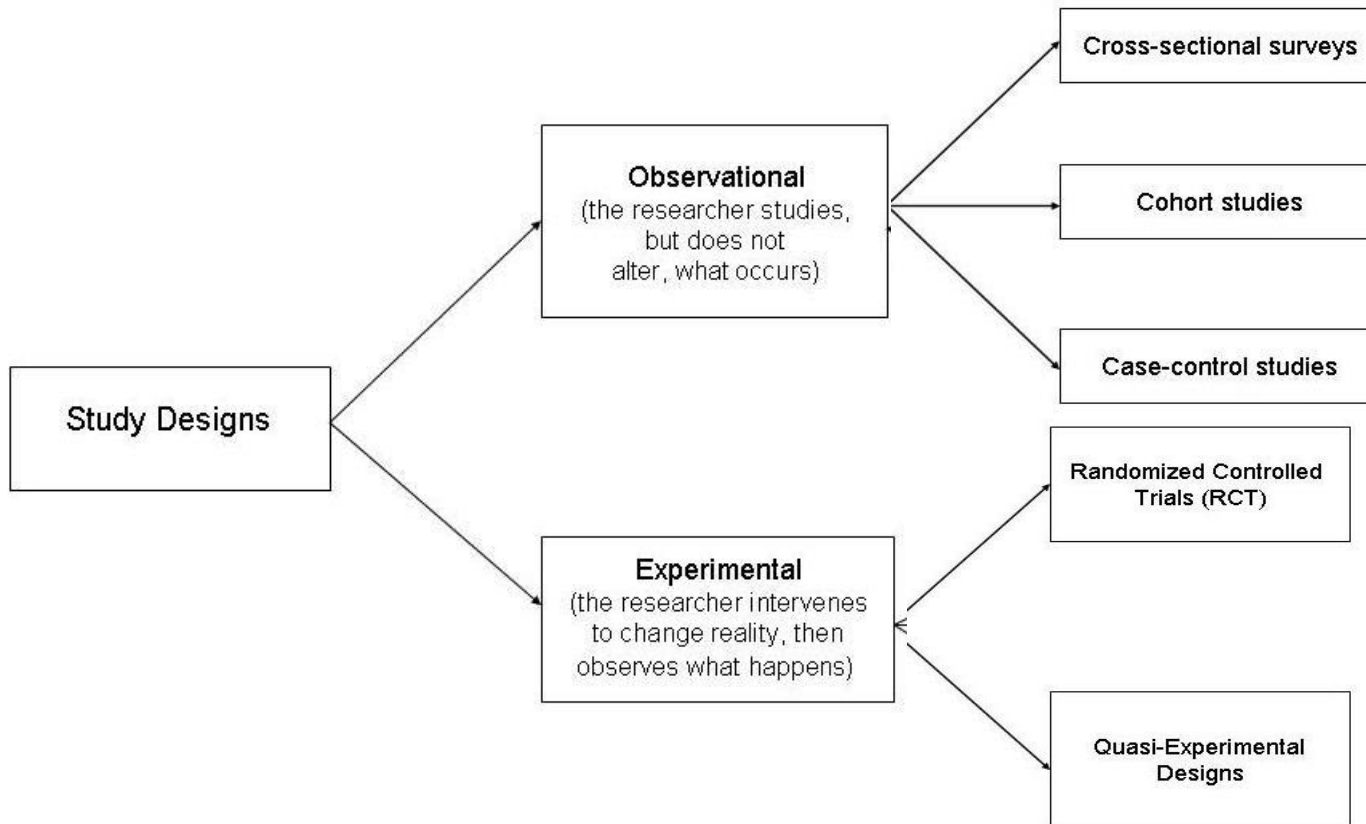 Study Designs
Observational
(the researcher studies,
but does not
alter, what occurs)
Cross-sectional surveys
Cohort studies
Case-control studies
Experimental
(the researcher intervenes
to change reality, then
observes what happens)
Randomized Controlled
Trials (RCT)
Quasi-Experimental
Designs